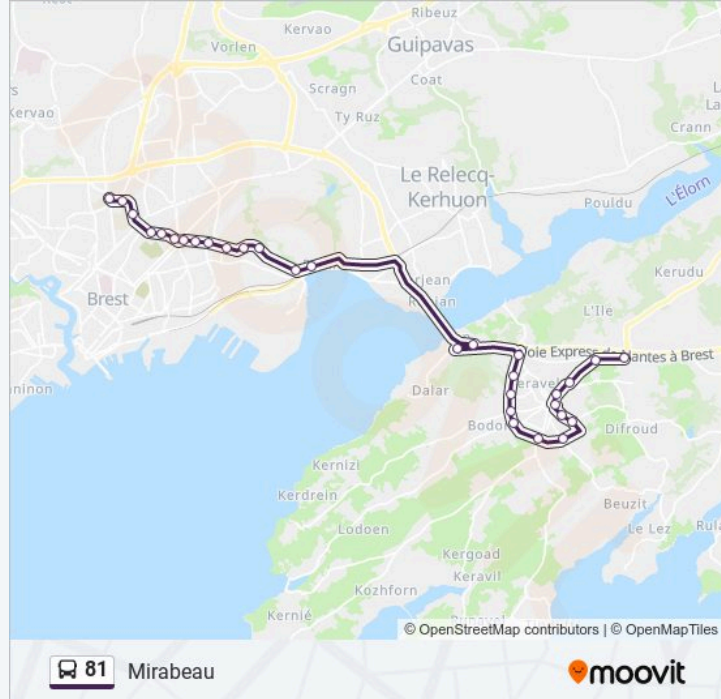 Ribeuz
Kervao
Vorlen
Guipavas
Coat
Scragn
Ty Ruz
Kervao
Crann
Le Relecq-
Kerhuon
Pouldu
L'Élorn
Kerudu
Brest
L'Ile
Dalar
Difroud
Kernizi
Beuzit
Kerdrein
Le Lez
Lodoen
Kergoad
Keravil
Kozhforn
Kernié
© OpenStreetMap contributors | © OpenMapTiles
81 Mirabeau
moovit